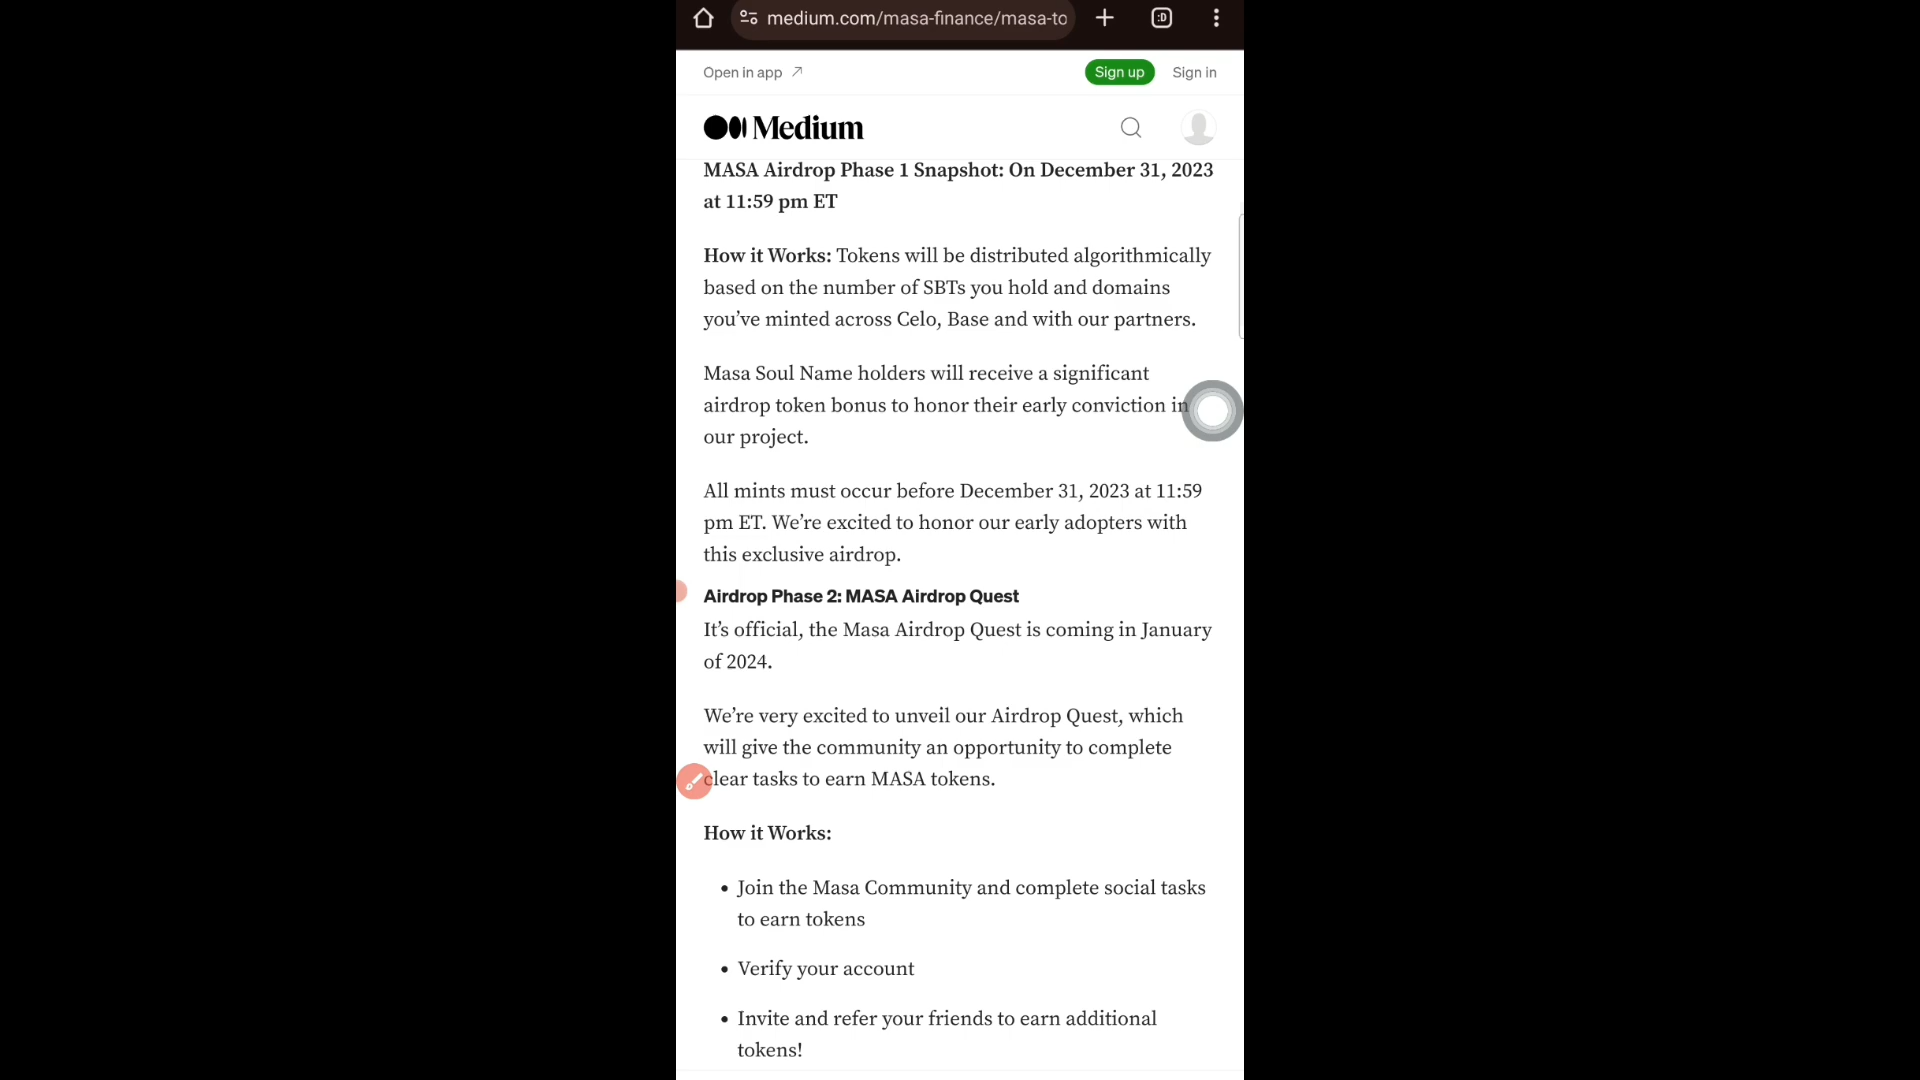 medium.com/masa-finance/masa-to
:D
Open in app
Sign up
Sign in
Medium
MASA Airdrop Phase 1 Snapshot: On December 31, 2023
at 11:59 pm ET
How it Works: Tokens will be distributed algorithmically
based on the number of SBTs you hold and domains
you’ve minted across Celo, Base and with our partners.
Masa Soul Name holders will receive a significant
airdrop token bonus to honor their early conviction in
our project.
All mints must occur before December 31, 2023 at 11:59
pm ET. We’re excited to honor our early adopters with
this exclusive airdrop.
Airdrop Phase 2: MASA Airdrop Quest
It’s official, the Masa Airdrop Quest is coming in January
of 2024.
We’re very excited to unveil our Airdrop Quest, which
will give the community an opportunity to complete
clear tasks to earn MASA tokens.
How it Works:
• Join the Masa Community and complete social tasks
to earn tokens
• Verify your account
• Invite and refer your friends to earn additional
tokens!